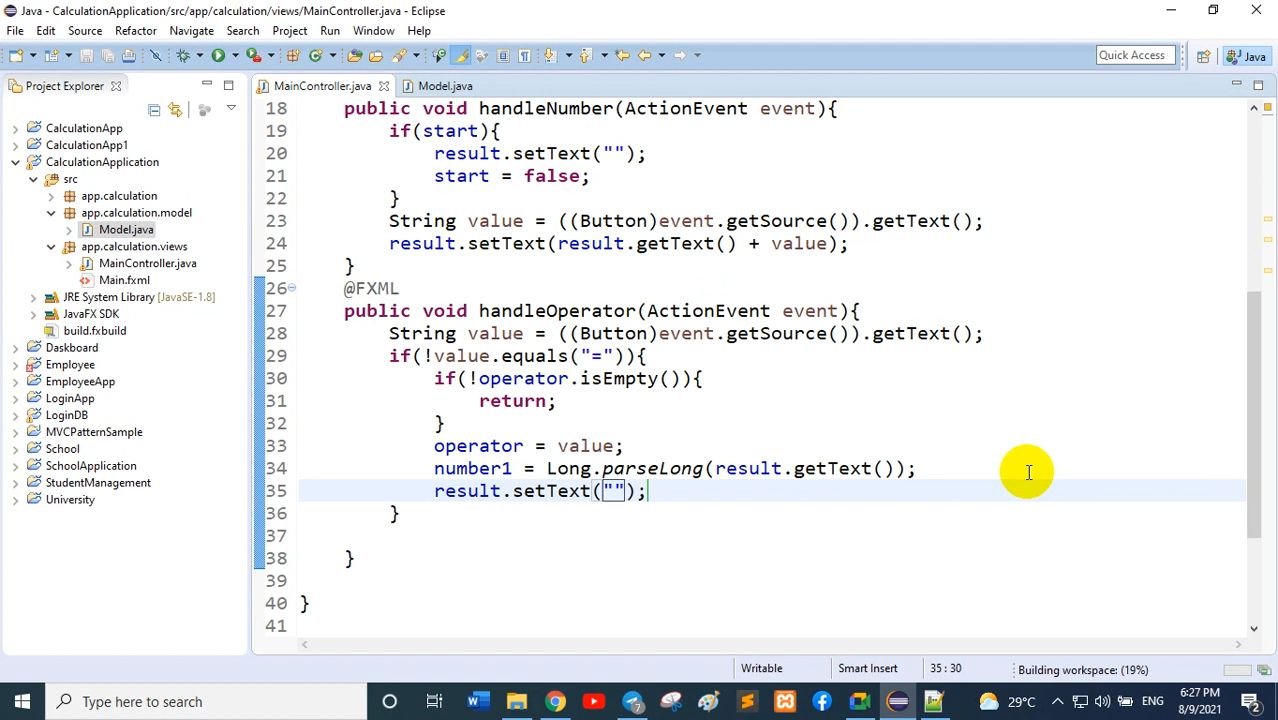 Java - CalculationApplication/src/app/calculation/views/MainController.java - Eclipse
File Edit Source Refactor Navigate Search Project Run Window Help
Quick Access
Java
Project Explorer
MainController.java
Model.java
CalculationApp
CalculationApp1
CalculationApplication
src
app.calculation
app.calculation.model
Model.java
app.calculation.views
MainController.java
Main.fxml
JRE System Library [JavaSE-1.8]
JavaFX SDK
build.fxbuild
Daskboard
Employee
EmployeeApp
LoginApp
LoginDB
MVCPatternSample
School
SchoolApplication
StudentManagement
University
18 public void handleNumber(ActionEvent event){
19 if(start){
20 result.setText("");
21 start = false;
22 }
23 String value = ((Button)event.getSource()).getText();
24 result.setText(result.getText() + value);
25 }
26 @FXML
27 public void handleOperator(ActionEvent event){
28 String value = ((Button)event.getSource()).getText();
29 if(!value.equals("=")){
30 if(!operator.isEmpty()){
31 return;
32 }
33 operator = value;
34 number1 = Long.parseLong(result.getText());
35 result.setText("");
36 }
37
38 }
39
40 }
41
Writable
Smart Insert
35 : 30
Building workspace: (19%)
Type here to search
7
29°C
ENG
6:27 PM
8/9/2021
2